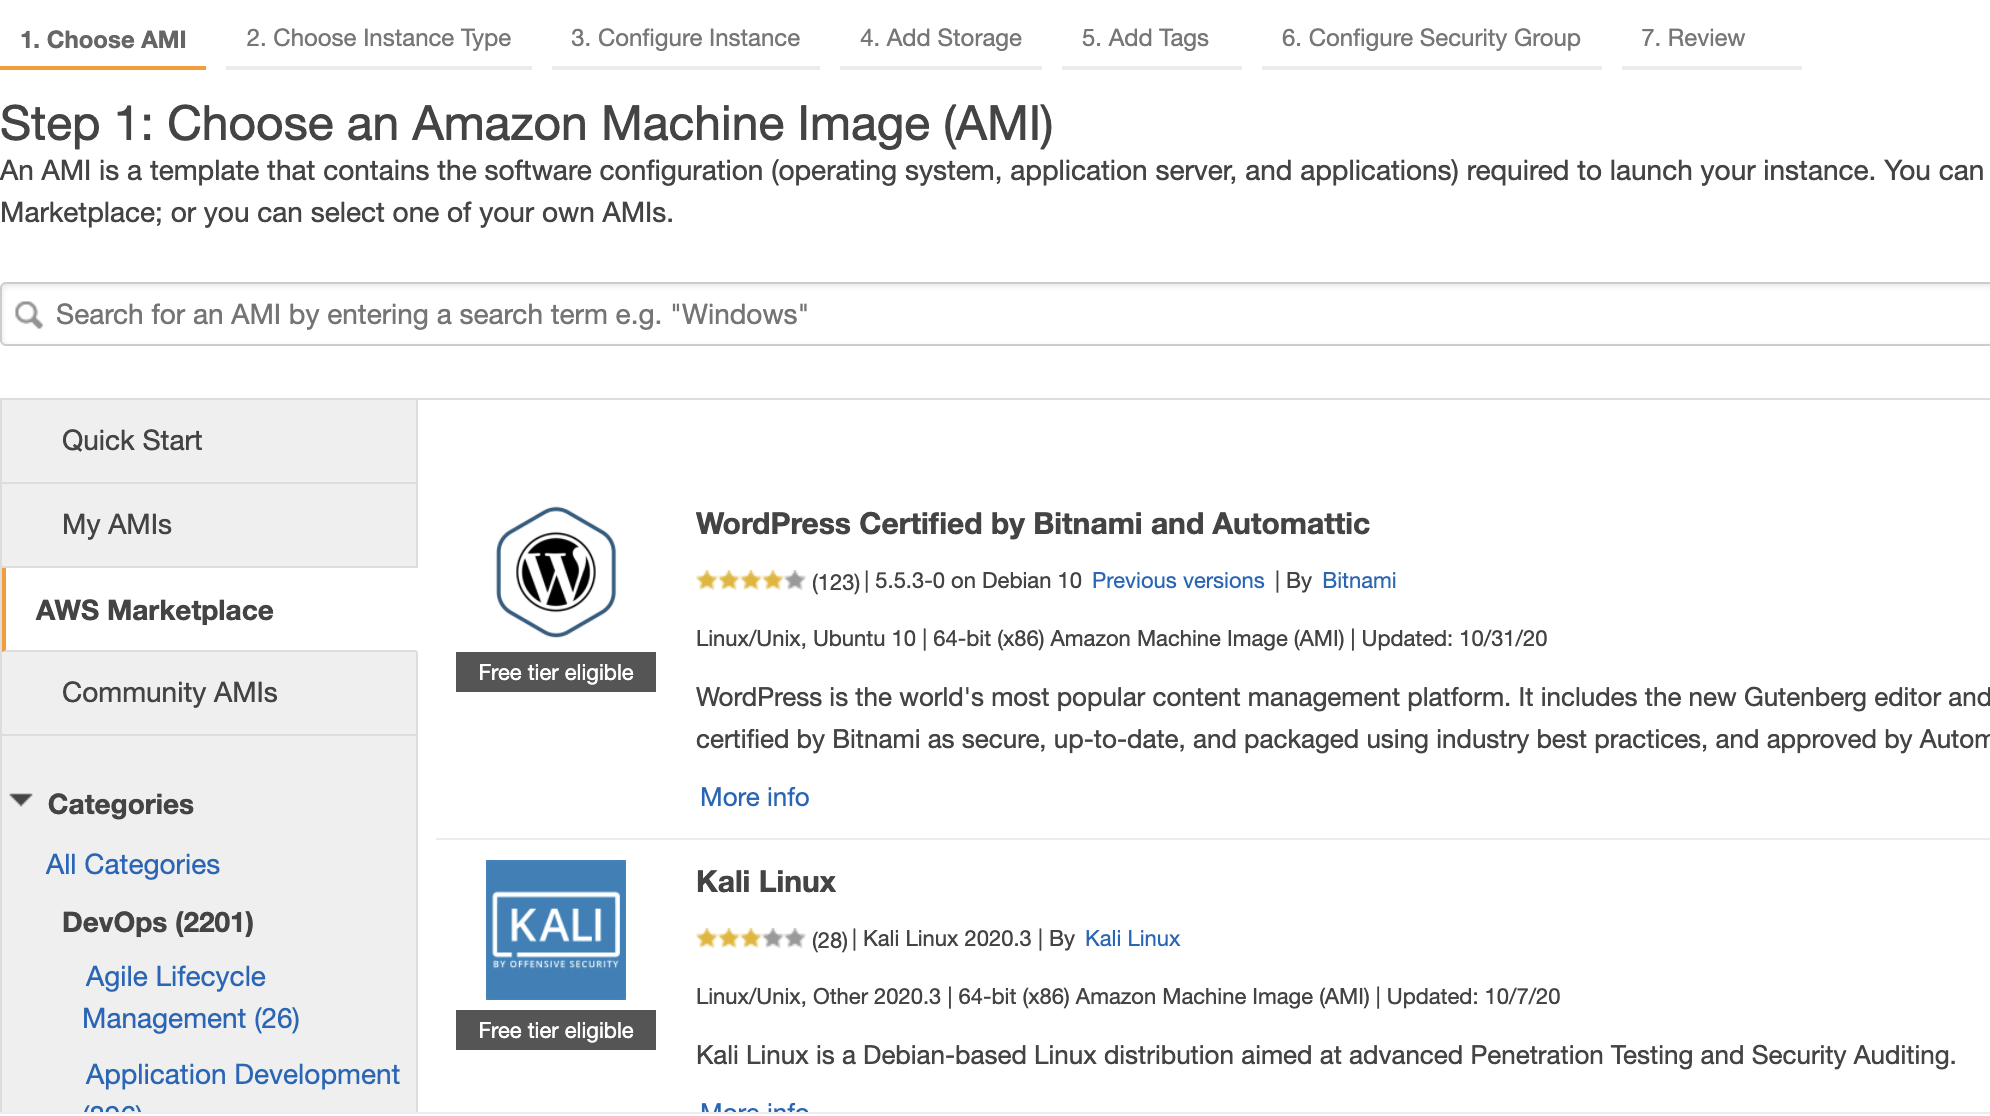 1. Choose AMI 2. Choose Instance Type 3. Configure Instance 4. Add Storage 5. Add Tags 6. Configure Security Group 7. Review
Step 1: Choose an Amazon Machine Image (AMI)
An AMI is a template that contains the software configuration (operating system, application server, and applications) required to launch your instance. You can
Marketplace; or you can select one of your own AMIs.
Search for an AMI by entering a search term e.g. "Windows"
Quick Start
My AMIs
AWS Marketplace
Community AMIs
Categories
All Categories
DevOps (2201)
Agile Lifecycle
Management (26)
Application Development
W
Free tier eligible
WordPress Certified by Bitnami and Automattic
(123) | 5.5.3-0 on Debian 10 Previous versions | By Bitnami
Linux/Unix, Ubuntu 10 | 64-bit (x86) Amazon Machine Image (AMI) | Updated: 10/31/20
WordPress is the world's most popular content management platform. It includes the new Gutenberg editor and
certified by Bitnami as secure, up-to-date, and packaged using industry best practices, and approved by Autom
More info
KALI
BY OFFENSIVE SECURITY
Free tier eligible
Kali Linux
(28) | Kali Linux 2020.3 | By Kali Linux
Linux/Unix, Other 2020.3 | 64-bit (x86) Amazon Machine Image (AMI) | Updated: 10/7/20
Kali Linux is a Debian-based Linux distribution aimed at advanced Penetration Testing and Security Auditing.
More info